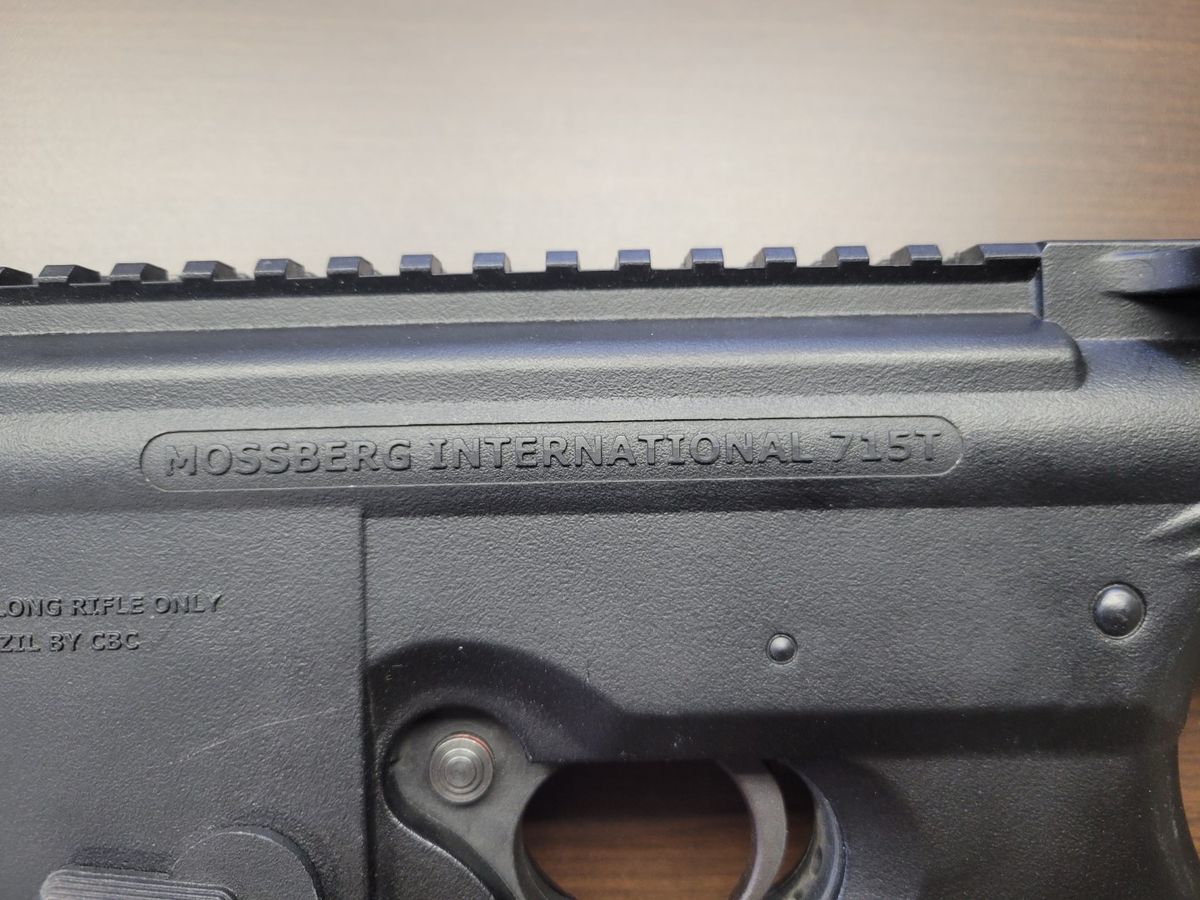 MOSSBERG INTERNATIONAL 715T
LONG RIFLE ONLY
ZIL BY CBC